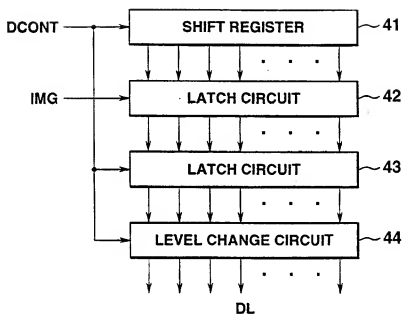 DCONT
SHIFT REGISTER
41
IMG
LATCH CIRCUIT
42
LATCH CIRCUIT
43
LEVEL CHANGE CIRCUIT
44
DL